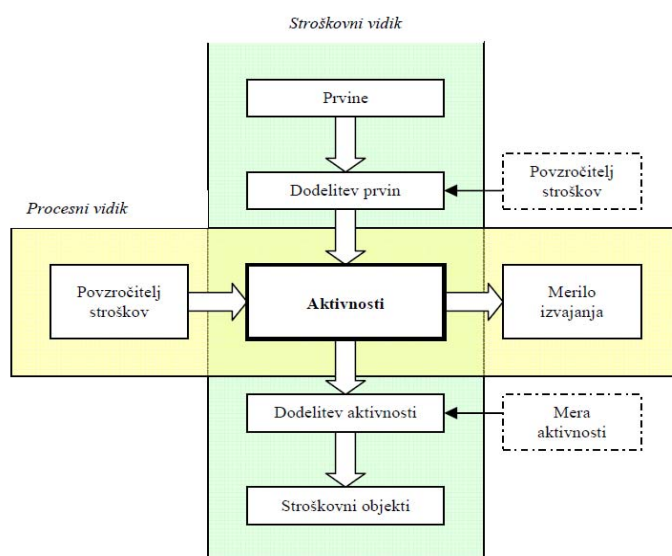 Stroškovni vidik
Prvine
Dodelitev prvin
Povzročitelj
stroškov
Procesni vidik
Povzročitelj
stroškov
Aktivnosti
Merilo
izvajanja
Dodelitev aktivnosti
Mera
aktivnosti
Stroškovni objekti